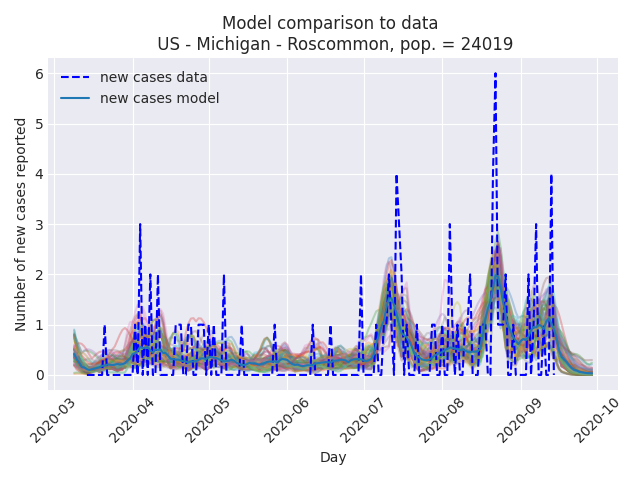 Model comparison to data
US - Michigan - Roscommon, pop. = 24019
new cases data
new cases model
Number of new cases reported
6
5
4
3
2
1
0
2020-03
2020-04
2020-05
2020-06
2020-07
2020-08
2020-09
2020-10
Day